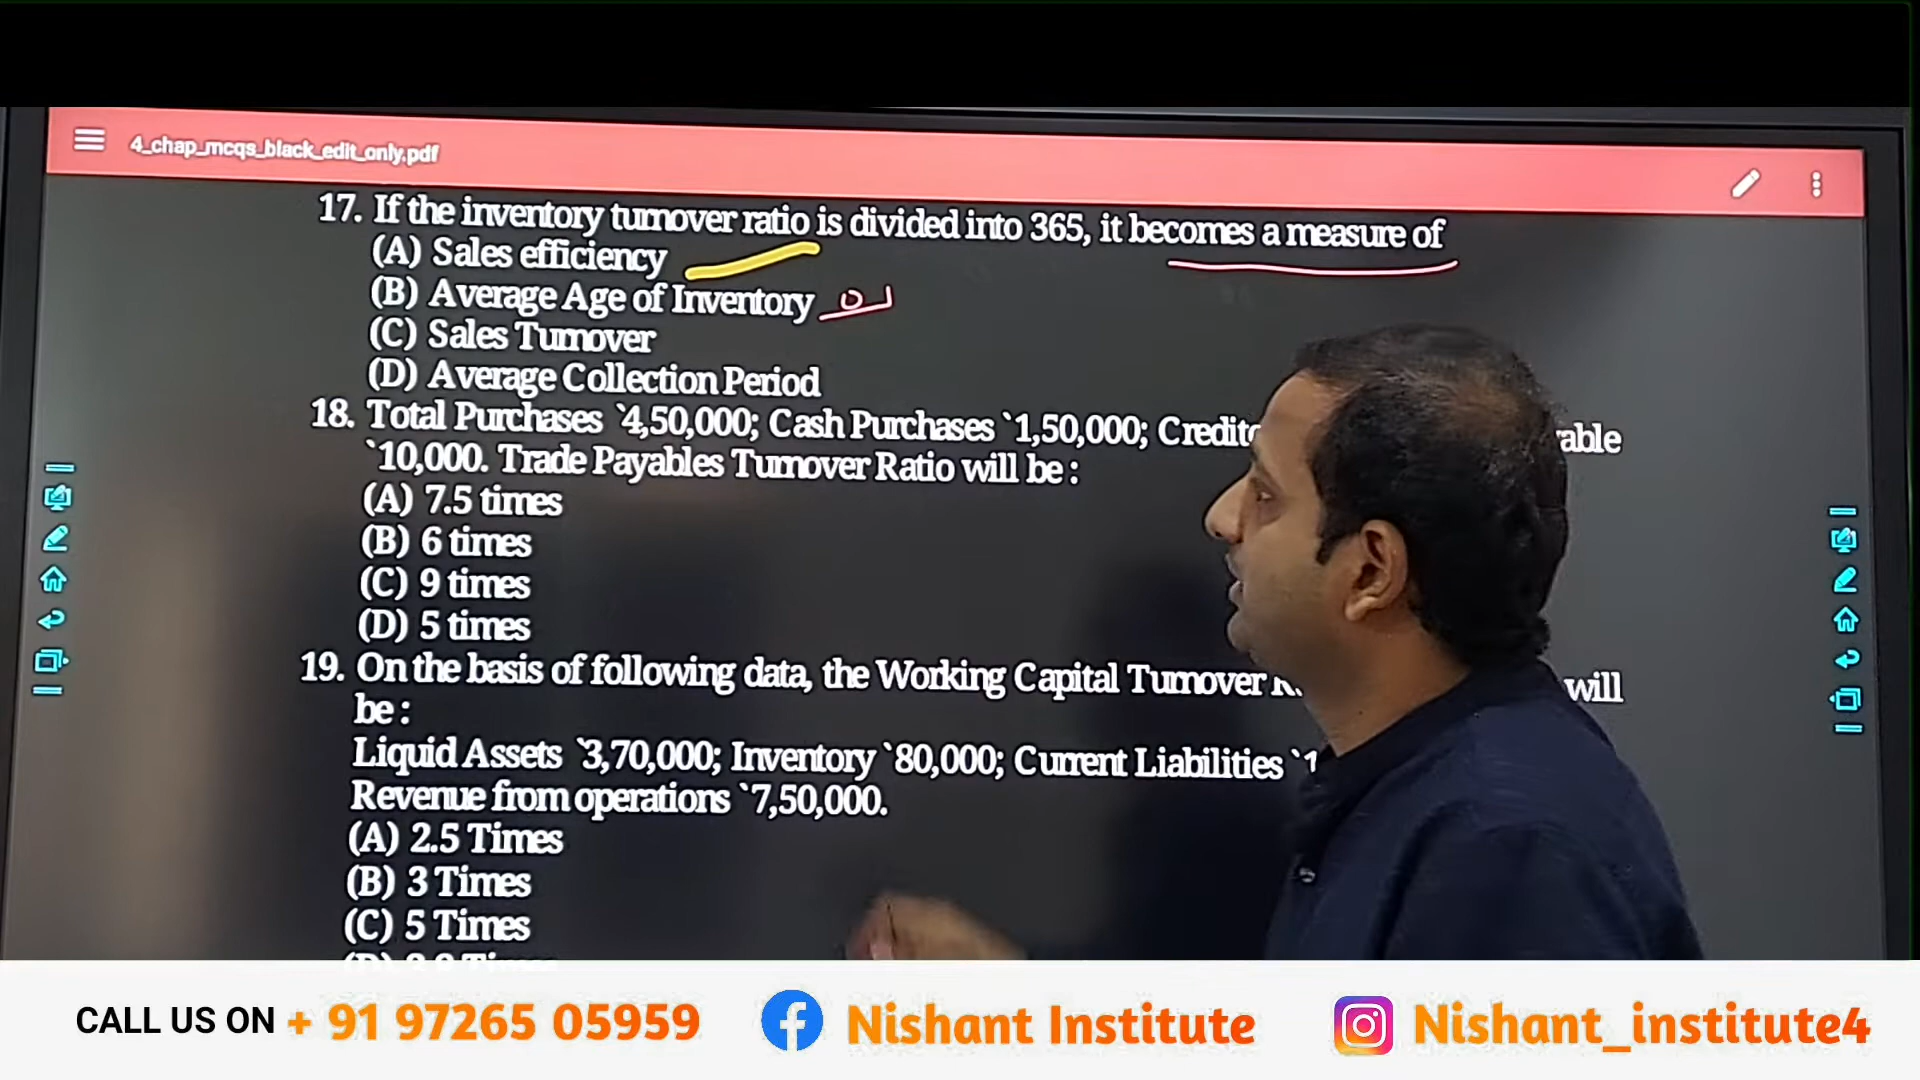 4_chap_mcqs_black_edit_only.pdf
17. If the inventory turnover ratio is divided into 365, it becomes a measure of
(A) Sales efficiency
(B) Average Age of Inventory
(C) Sales Turnover
(D) Average Collection Period
18. Total Purchases `4,50,000; Cash Purchases `1,50,000;
`10,000. Trade Payables Turnover Ratio will be :
(A) 7.5 times
(B) 6 times
(C) 9 times
(D) 5 times
19. On the basis of following data, the Working Capital Turnover will
be :
Liquid Assets `3,70,000; Inventory `80,000; Current Liabilities
Revenue from operations `7,50,000.
(A) 2.5 Times
(B) 3 Times
(C) 5 Times
CALL US ON + 91 97265 05959 Nishant Institute Nishant_institute4